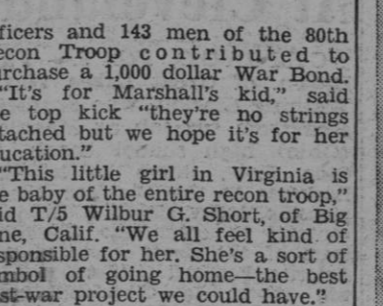 ficers and 143 men of the 80th
econ Troop contributed to
urchase a 1,000 dollar War Bond.
"It's for Marshall's kid," said
e top kick "they're no strings
tached but we hope it's for her
ucation."
"This little girl in Virginia is
e baby of the entire recon troop,"
id T/5 Wilbur G. Short, of Big
ne, Calif. "We all feel kind of
sponsible for her. She's a sort of
mbol of going home—the best
st-war project we could have."